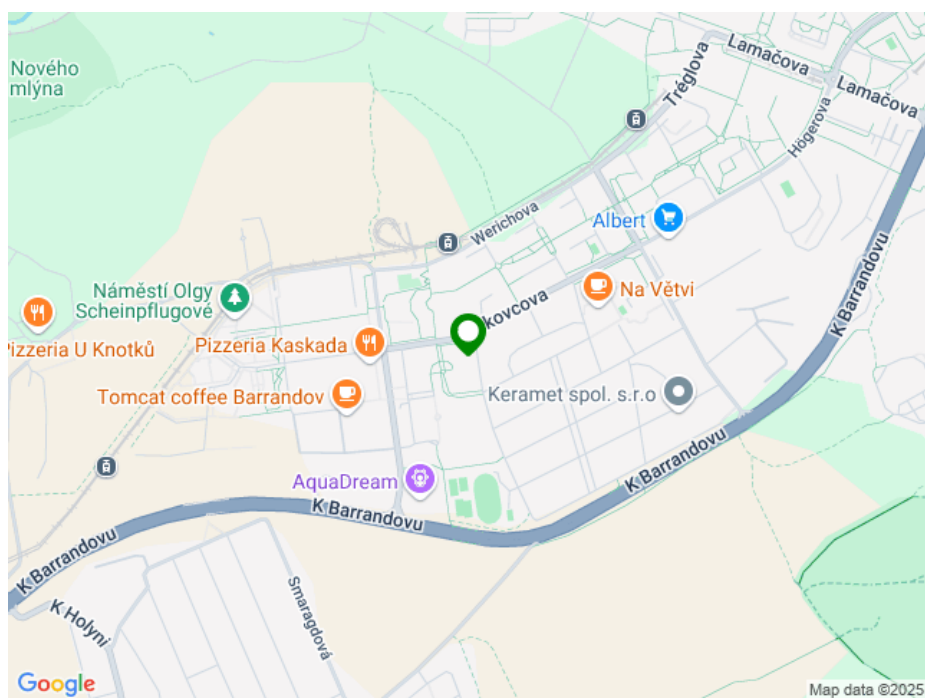 Nového
mlýna
Lamačova
Lamačova
Tréglova
Högerova
Werichova
Albert
Náměstí Olgy
Scheinpflugové
Na Větvi
kovcova
Pizzeria U Knotků
Pizzeria Kaskada
K Barrandovu
Tomcat coffee Barrandov
Keramet spol. s.r.o
AquaDream
K Barrandovu
K Barrandovu
K Barrandovu
Smaragdová
K Holyni
Google
Map data ©2025